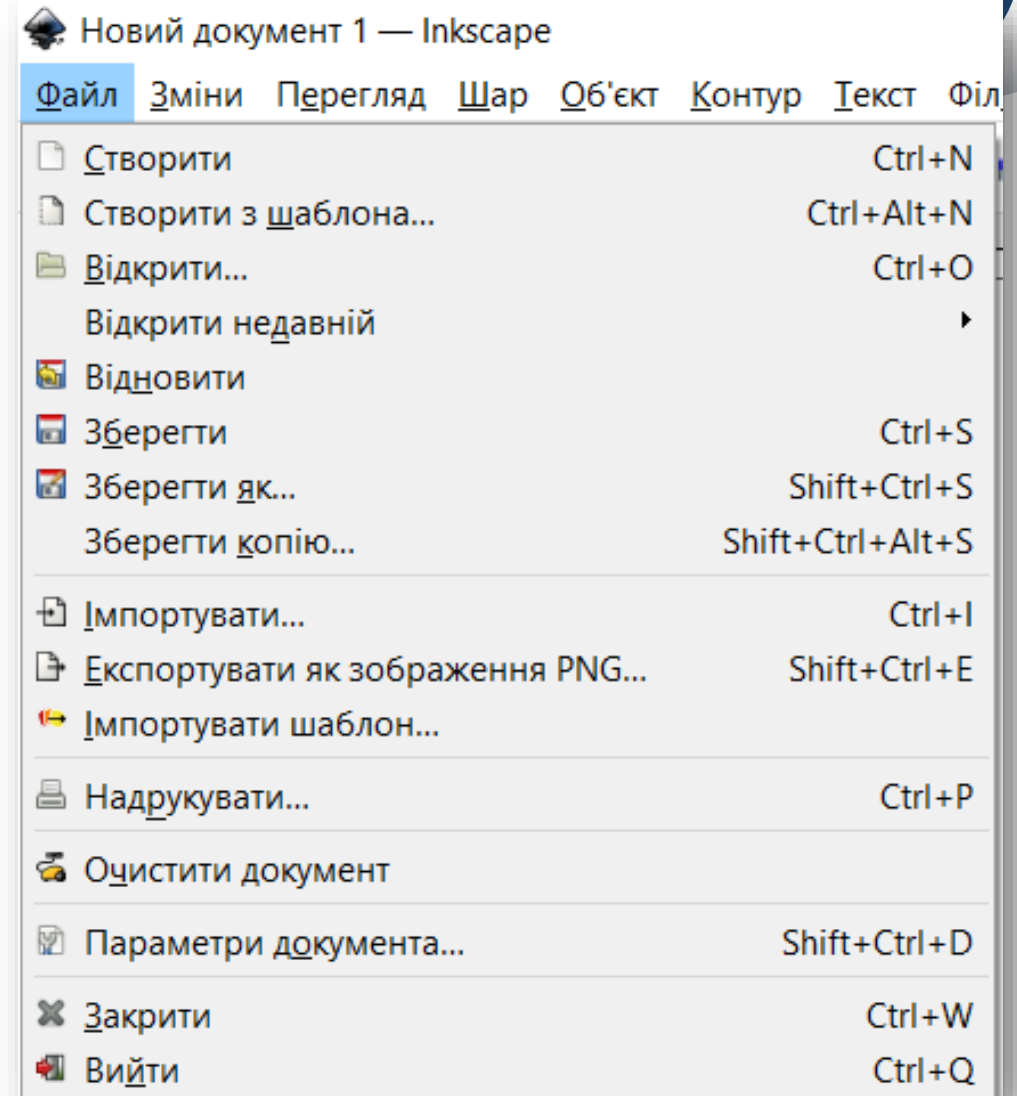 Новий документ 1 — Inkscape
Файл Зміни Перегляд Шар Об'єкт Контур Текст Філ
Створити Ctrl+N
Створити з шаблона... Ctrl+Alt+N
Відкрити... Ctrl+O
Відкрити недавній
Відновити
Зберегти Ctrl+S
Зберегти як... Shift+Ctrl+S
Зберегти копію... Shift+Ctrl+Alt+S
Імпортувати... Ctrl+I
Експортувати як зображення PNG... Shift+Ctrl+E
Імпортувати шаблон...
Надрукувати... Ctrl+P
Очистити документ
Параметри документа... Shift+Ctrl+D
Закрити Ctrl+W
Вийти Ctrl+Q